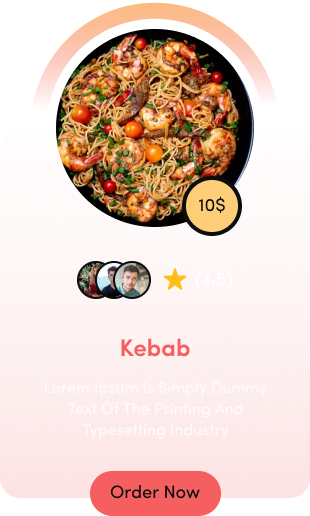 10$
(4.5)
Kebab
Lorem Ipsum Is Simply Dummy
Text Of The Printing And
Typesetting Industry
Order Now